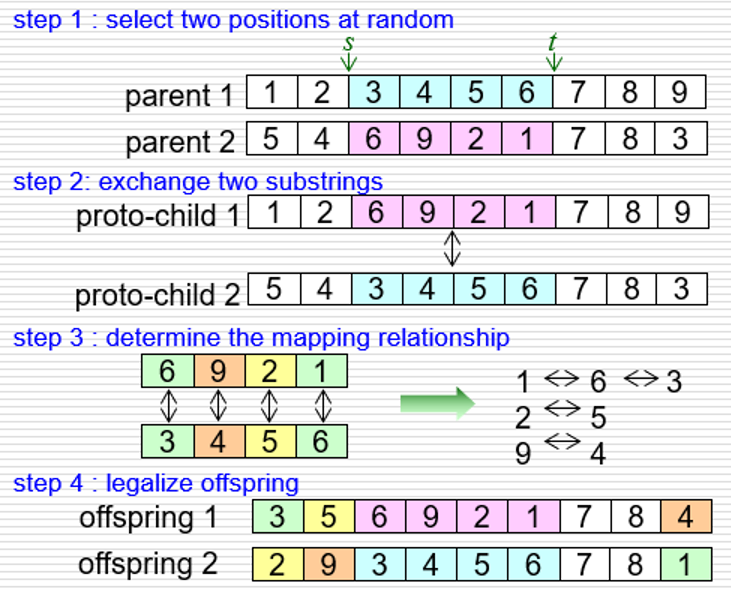 step 1 : select two positions at random
s t
parent 1 1 2 3 4 5 6 7 8 9
parent 2 5 4 6 9 2 1 7 8 3
step 2: exchange two substrings
proto-child 1 1 2 6 9 2 1 7 8 9
proto-child 2 5 4 3 4 5 6 7 8 3
step 3 : determine the mapping relationship
6 9 2 1
3 4 5 6
1 <=> 6 <=> 3
2 <=> 5
9 <=> 4
step 4 : legalize offspring
offspring 1 3 5 6 9 2 1 7 8 4
offspring 2 2 9 3 4 5 6 7 8 1